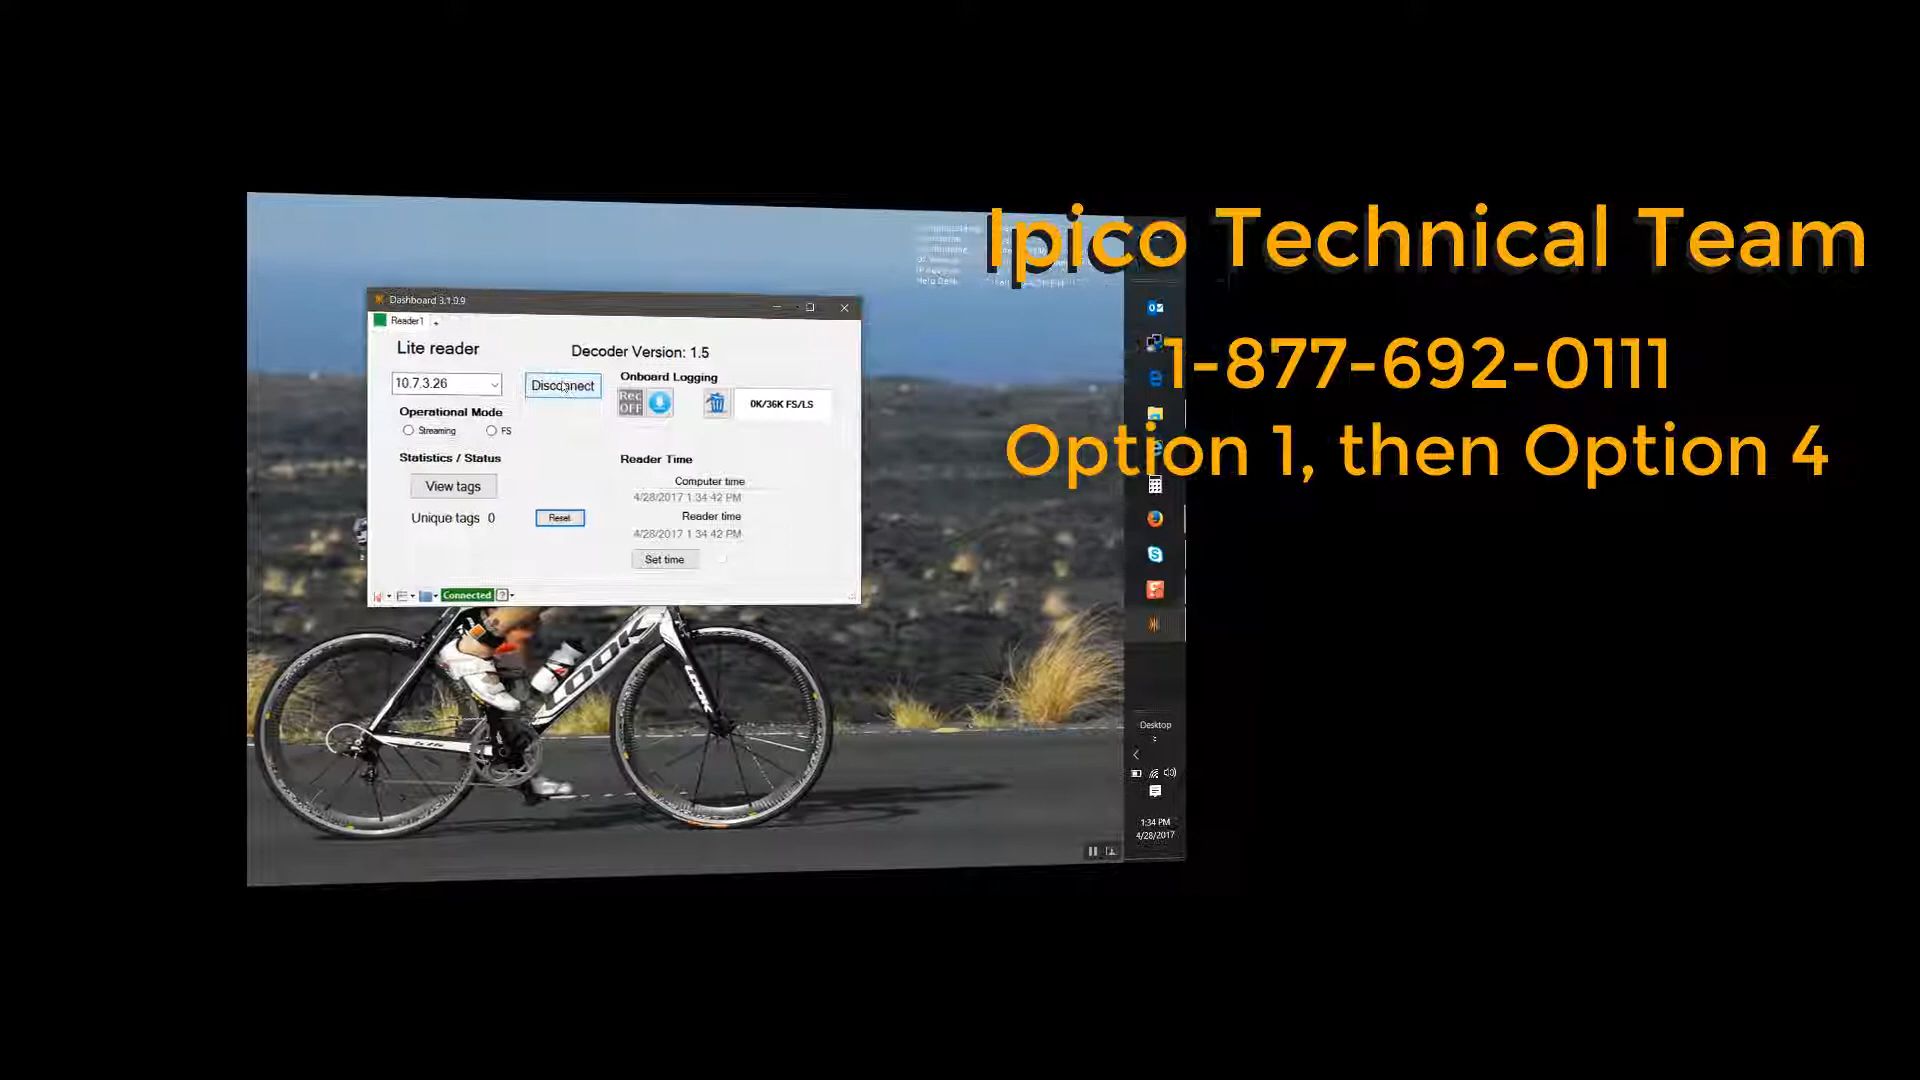 Ipico Technical Team
1-877-692-0111
Option 1, then Option 4
Dashboard 3.1.0.9
Reader1
Lite reader
Decoder Version: 1.5
10.7.3.26
Disconnect
Onboard Logging
Rec OFF
0K/36K FS/LS
Operational Mode
Streaming
FS
Statistics / Status
View tags
Unique tags 0
Reset
Reader Time
Computer time
4/28/2017 1:34:42 PM
Reader time
4/28/2017 1:34:42 PM
Set time
Connected
LOOK
LOOK
Desktop
1:34 PM
4/28/2017